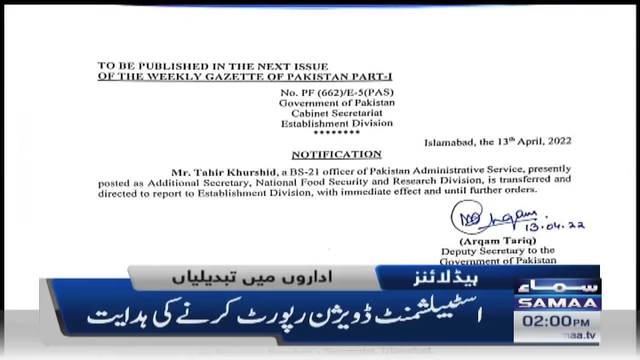 TO BE PUBLISHED IN THE NEXT ISSUE
OF THE WEEKLY GAZETTE OF PAKISTAN PART-I
No. PF (662)/E-5(PAS)
Government of Pakistan
Cabinet Secretariat
Establishment Division
********
Islamabad, the 13th April, 2022
NOTIFICATION
Mr. Tahir Khurshid, a BS-21 officer of Pakistan Administrative Service, presently
posted as Additional Secretary, National Food Security and Research Division, is transferred and
directed to report to Establishment Division, with immediate effect and until further orders.
13.04.22
(Arqam Tariq)
Deputy Secretary to the
Government of Pakistan
ہیڈلائنز
اداروں میں تبدیلیاں
اسٹیبلشمنٹ ڈویژن رپورٹ کرنے کی ہدایت
سماء
SAMAA
02:00PM
maa.tv